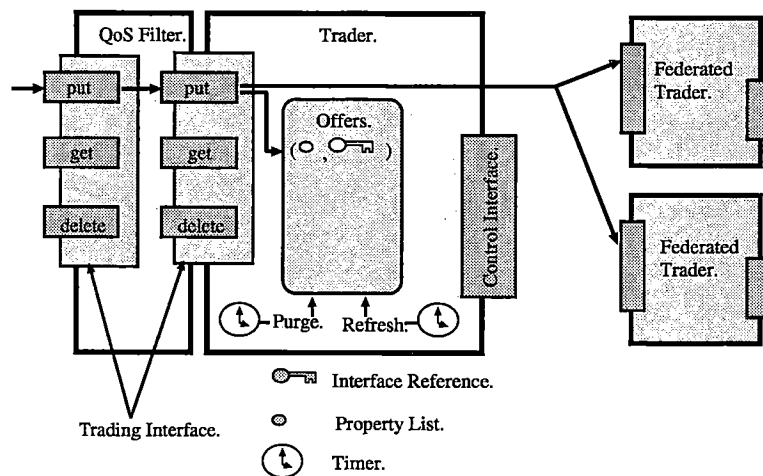 QoS Filter.
Trader.
put
put
Federated
Trader.
Offers.
( , )
get
get
Control Interface.
delete
delete
Federated
Trader.
Purge.
Refresh.
Interface Reference.
Property List.
Trading Interface.
Timer.